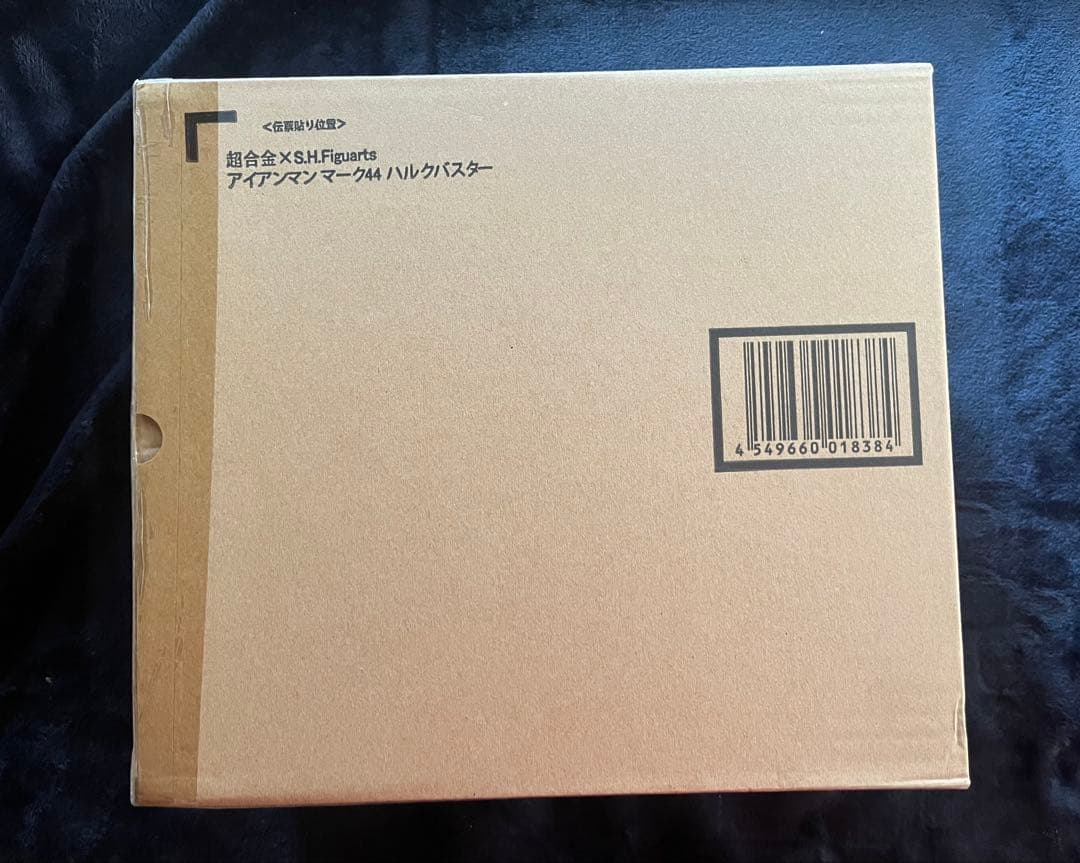 <伝票貼り位置>
超合金×S.H.Figuarts
アイアンマン マーク44 ハルクバスター
4 549660 018384